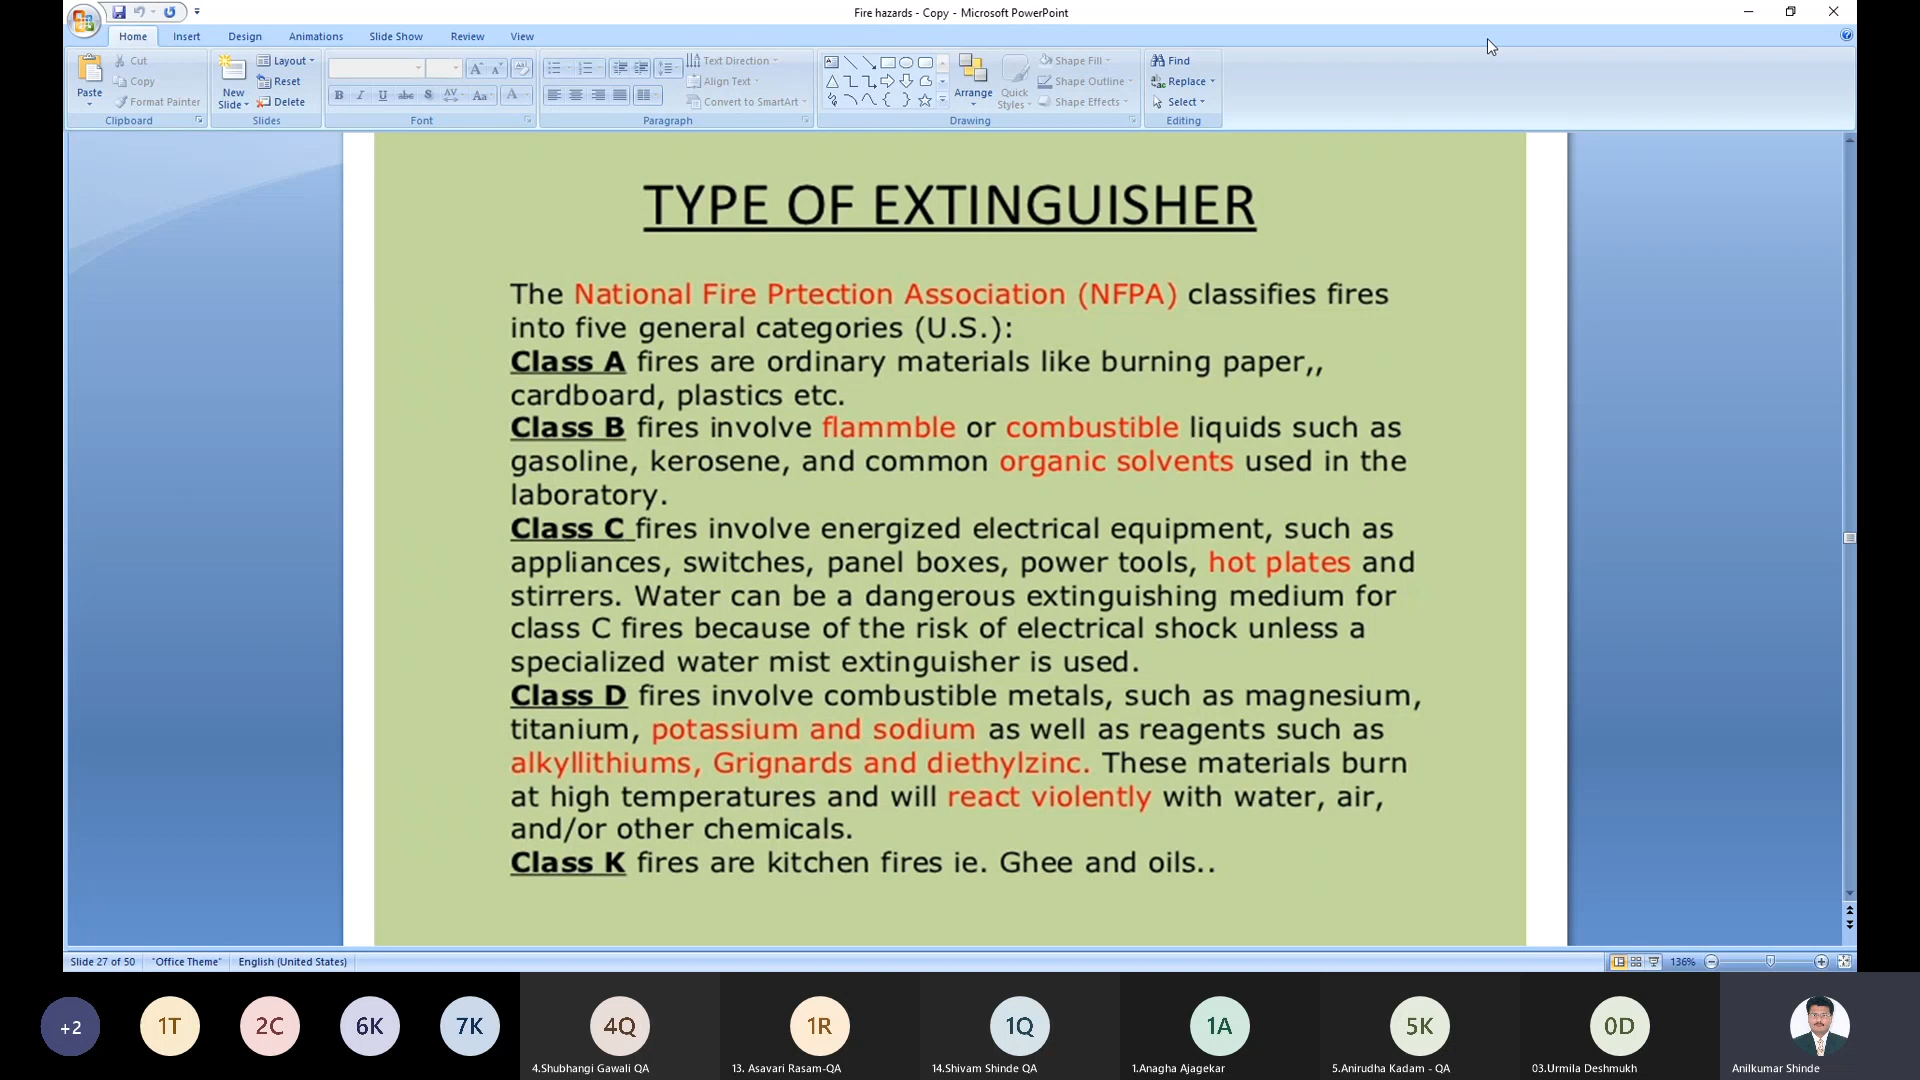 Fire hazards - Copy - Microsoft PowerPoint
Home Insert Design Animations Slide Show Review View
Paste
Cut
Copy
Format Painter
Clipboard
New
Slide
Layout
Reset
Delete
Slides
Font
Text Direction
Align Text
Convert to SmartArt
Paragraph
Arrange
Quick
Styles
Shape Fill
Shape Outline
Shape Effects
Drawing
Find
Replace
Select
Editing
TYPE OF EXTINGUISHER
The National Fire Prtection Association (NFPA) classifies fires
into five general categories (U.S.):
Class A fires are ordinary materials like burning paper,,
cardboard, plastics etc.
Class B fires involve flammble or combustible liquids such as
gasoline, kerosene, and common organic solvents used in the
laboratory.
Class C fires involve energized electrical equipment, such as
appliances, switches, panel boxes, power tools, hot plates and
stirrers. Water can be a dangerous extinguishing medium for
class C fires because of the risk of electrical shock unless a
specialized water mist extinguisher is used.
Class D fires involve combustible metals, such as magnesium,
titanium, potassium and sodium as well as reagents such as
alkyllithiums, Grignards and diethylzinc. These materials burn
at high temperatures and will react violently with water, air,
and/or other chemicals.
Class K fires are kitchen fires ie. Ghee and oils..
Slide 27 of 50 "Office Theme" English (United States) 136%
+2 1T 2C 6K 7K 4Q 1R 1Q 1A 5K 0D
4.Shubhangi Gawali QA 13. Asavari Rasam-QA 14.Shivam Shinde QA 1.Anagha Ajagekar 5.Anirudha Kadam - QA 03.Urmila Deshmukh Anilkumar Shinde